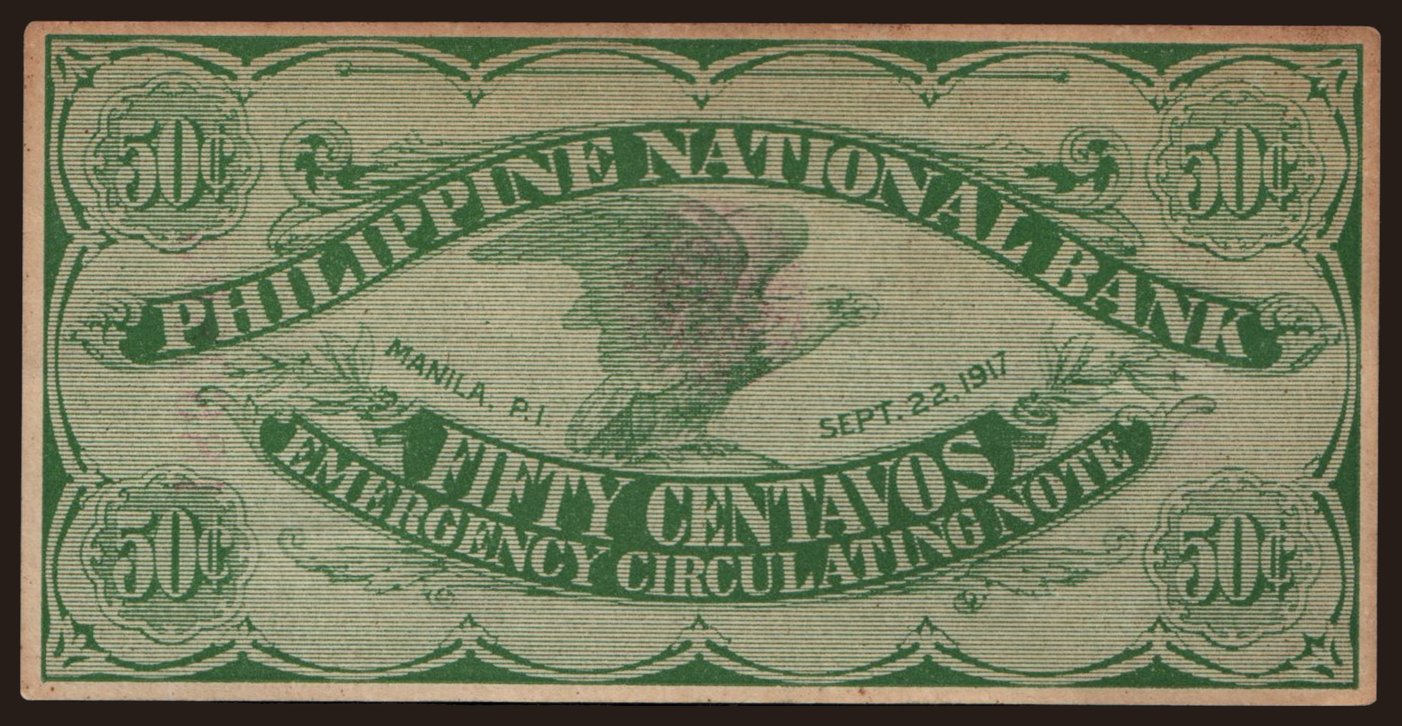 50¢ 50¢
PHILIPPINE NATIONAL BANK
MANILA, P.I. SEPT. 22, 1917
FIFTY CENTAVOS
EMERGENCY CIRCULATING NOTE
50¢ 50¢